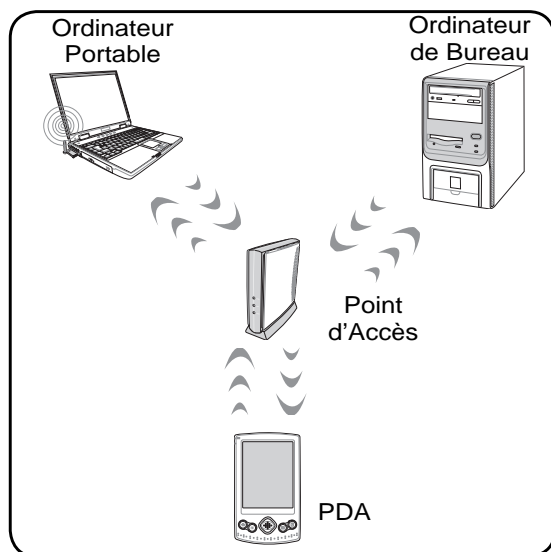 Ordinateur
Portable
Ordinateur
de Bureau
Point
d'Accès
PDA